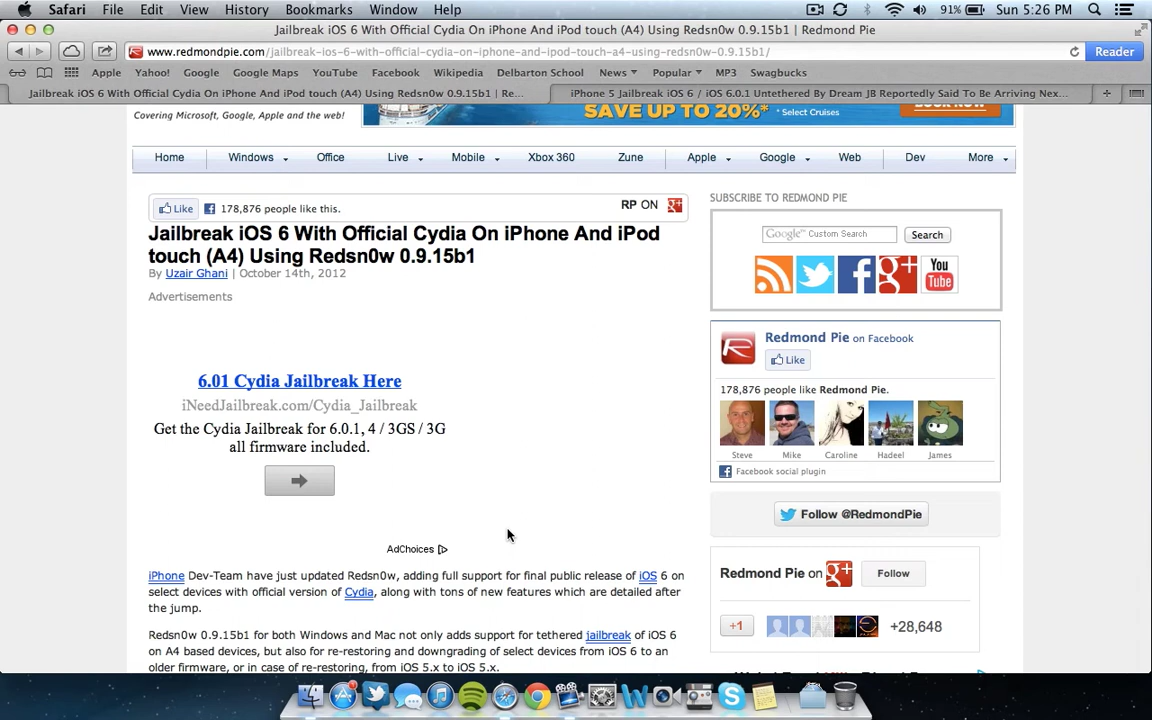 Safari File Edit View History Bookmarks Window Help 91% Sun 5:26 PM
Jailbreak iOS 6 With Official Cydia On iPhone And iPod touch (A4) Using Redsn0w 0.9.15b1 | Redmond Pie
www.redmondpie.com/jailbreak-ios-6-with-official-cydia-on-iphone-and-ipod-touch-a4-using-redsn0w-0.9.15b1/ Reader
Apple Yahoo! Google Google Maps YouTube Facebook Wikipedia Delbarton School News Popular MP3 Swagbucks
Jailbreak iOS 6 With Official Cydia On iPhone And iPod touch (A4) Using Redsn0w 0.9.15b1 | Re... iPhone 5 Jailbreak iOS 6 / iOS 6.0.1 Untethered By Dream JB Reportedly Said To Be Arriving Nex...
Covering Microsoft, Google, Apple and the web! SAVE UP TO 20%* * Select Cruises
Home Windows Office Live Mobile Xbox 360 Zune Apple Google Web Dev More
Like 178,876 people like this. RP ON g+
Jailbreak iOS 6 With Official Cydia On iPhone And iPod
touch (A4) Using Redsn0w 0.9.15b1
By Uzair Ghani | October 14th, 2012
Advertisements
6.01 Cydia Jailbreak Here
iNeedJailbreak.com/Cydia_Jailbreak
Get the Cydia Jailbreak for 6.0.1, 4 / 3GS / 3G
all firmware included.
AdChoices
iPhone Dev-Team have just updated Redsn0w, adding full support for final public release of iOS 6 on
select devices with official version of Cydia, along with tons of new features which are detailed after
the jump.
Redsn0w 0.9.15b1 for both Windows and Mac not only adds support for tethered jailbreak of iOS 6
on A4 based devices, but also for re-restoring and downgrading of select devices from iOS 6 to an
older firmware, or in case of re-restoring, from iOS 5.x to iOS 5.x.
SUBSCRIBE TO REDMOND PIE
Google™ Custom Search Search
f g+ You Tube
Redmond Pie on Facebook
Like
178,876 people like Redmond Pie.
Steve Mike Caroline Hadeel James
Facebook social plugin
Follow @RedmondPie
Redmond Pie on g+ Follow
+1 +28,648